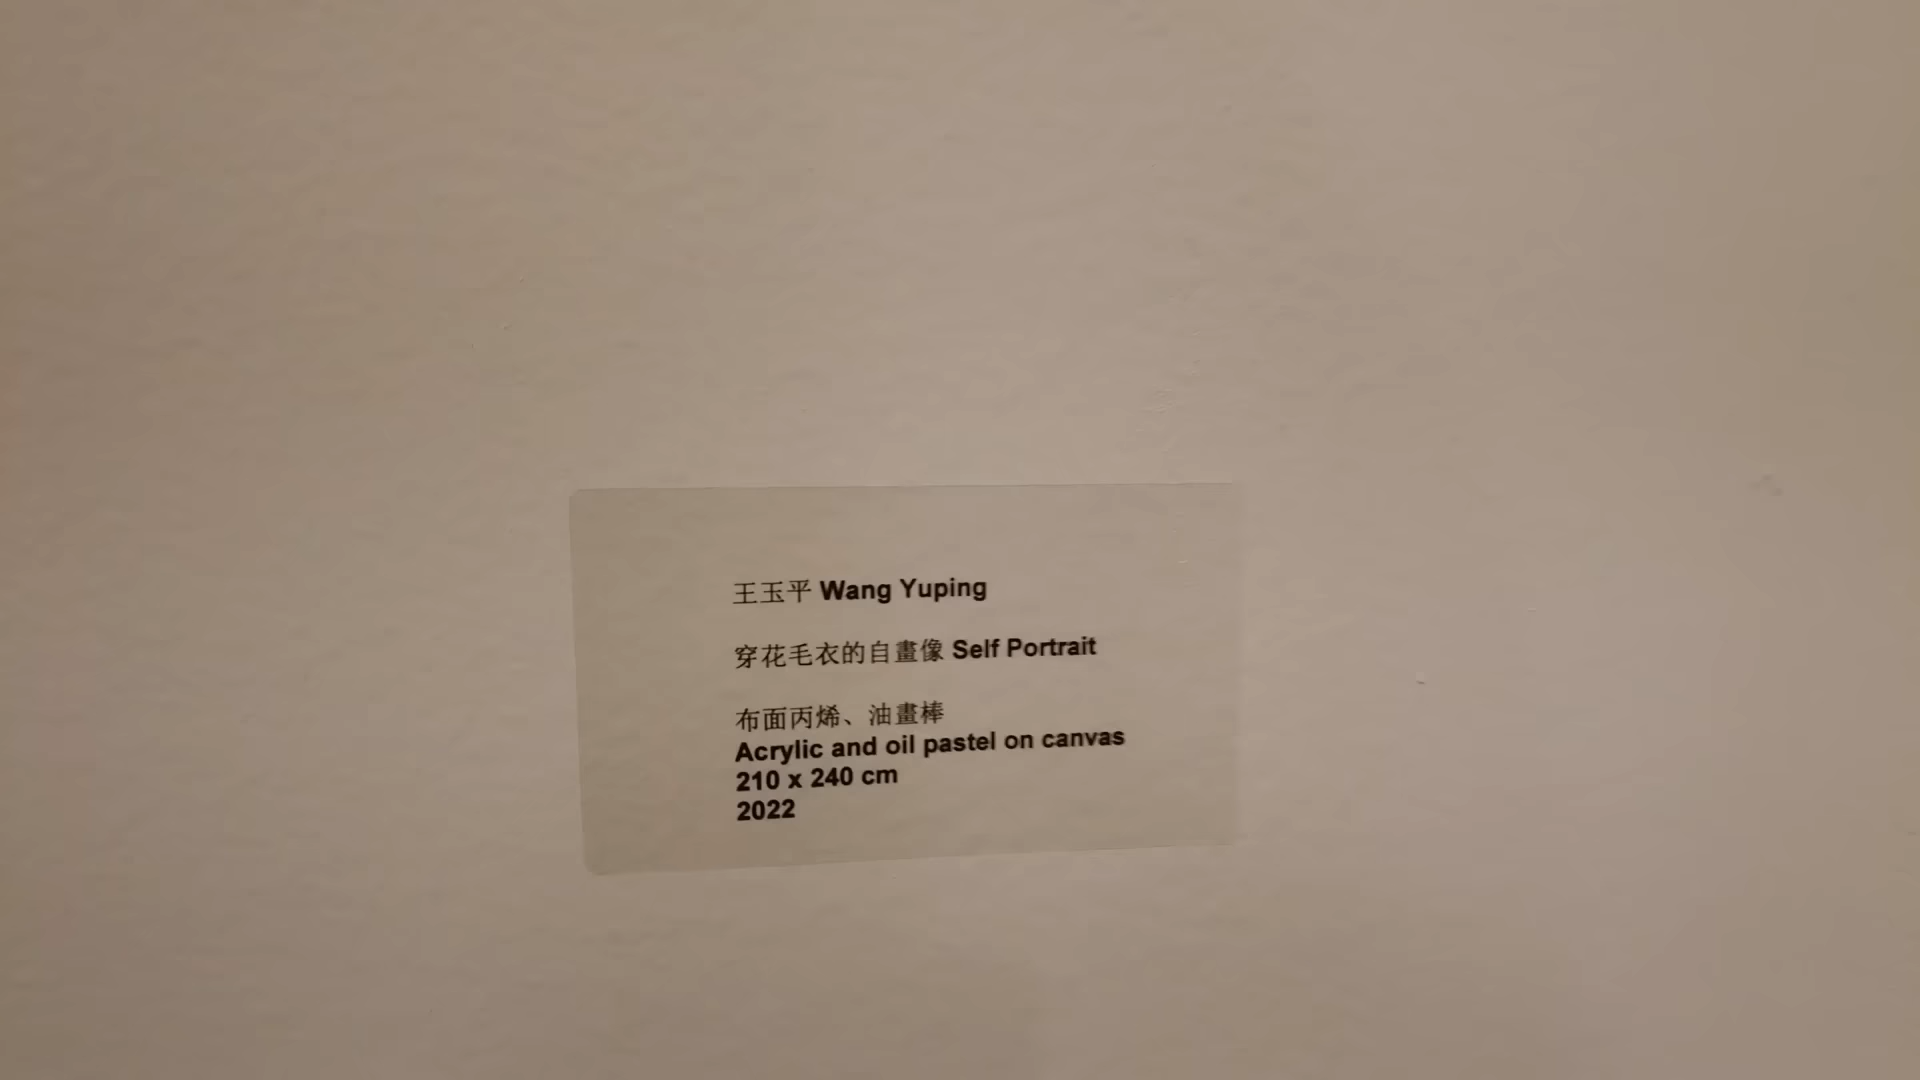 王玉平 Wang Yuping
穿花毛衣的自畫像 Self Portrait
布面丙烯、油畫棒
Acrylic and oil pastel on canvas
210 x 240 cm
2022